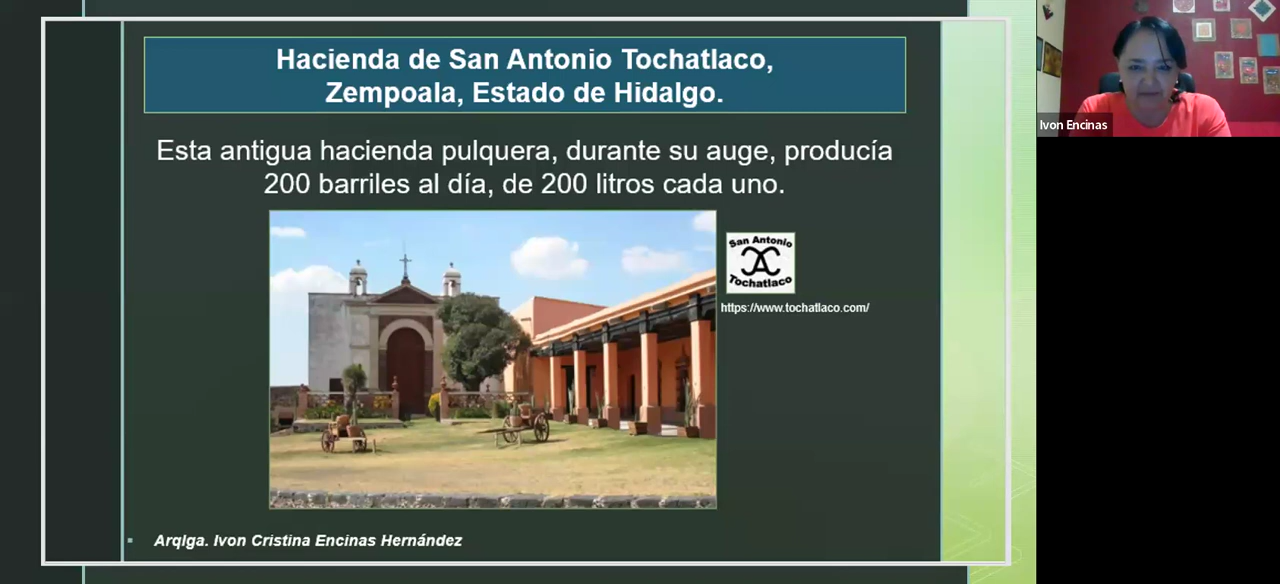 Hacienda de San Antonio Tochatlaco,
Zempoala, Estado de Hidalgo.
Esta antigua hacienda pulquera, durante su auge, producía
200 barriles al día, de 200 litros cada uno.
San Antonio
Tochatlaco
https://www.tochatlaco.com/
Arqlga. Ivon Cristina Encinas Hernández
Ivon Encinas